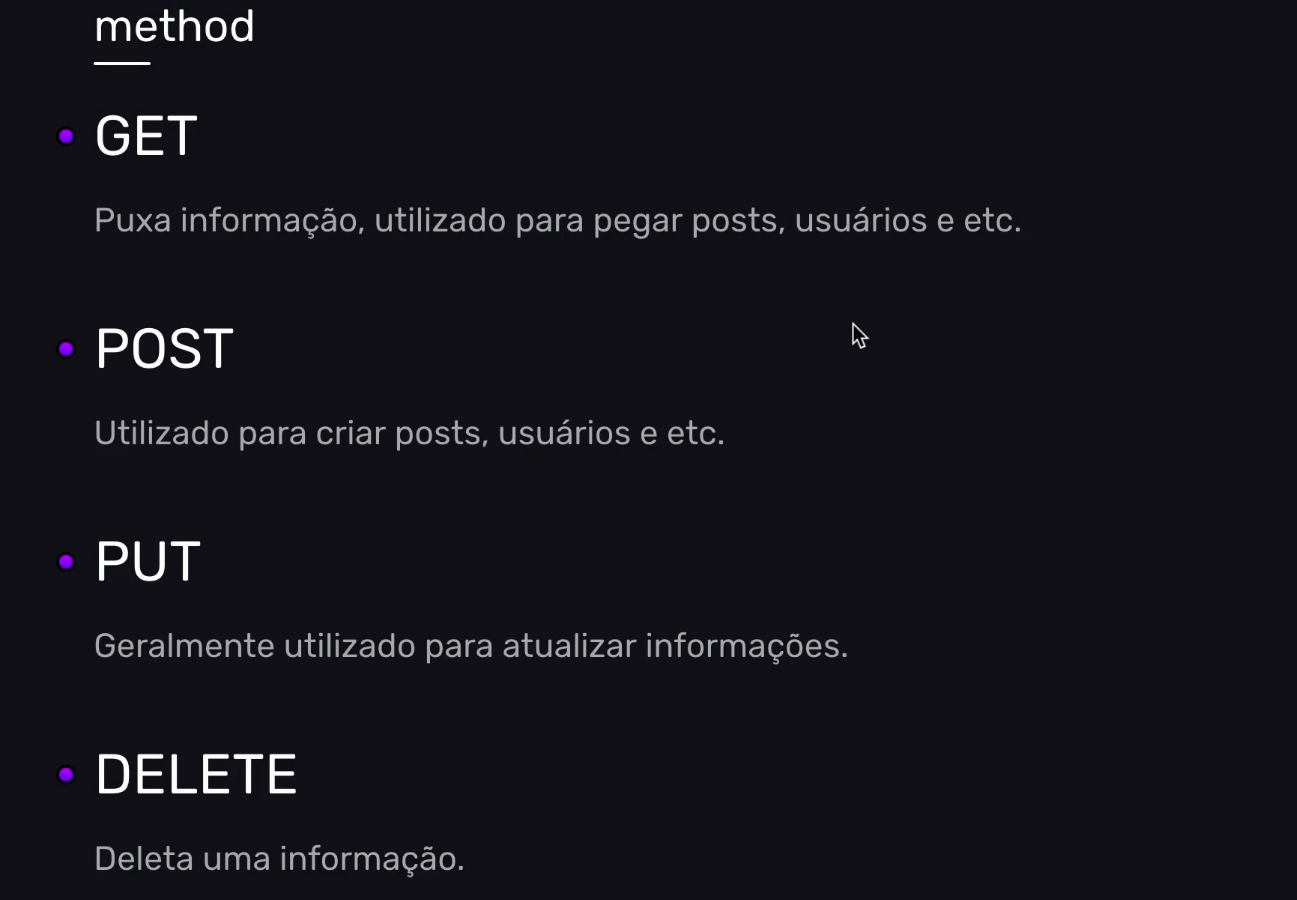 method
GET
Puxa informação, utilizado para pegar posts, usuários e etc.
POST
Utilizado para criar posts, usuários e etc.
PUT
Geralmente utilizado para atualizar informações.
DELETE
Deleta uma informação.